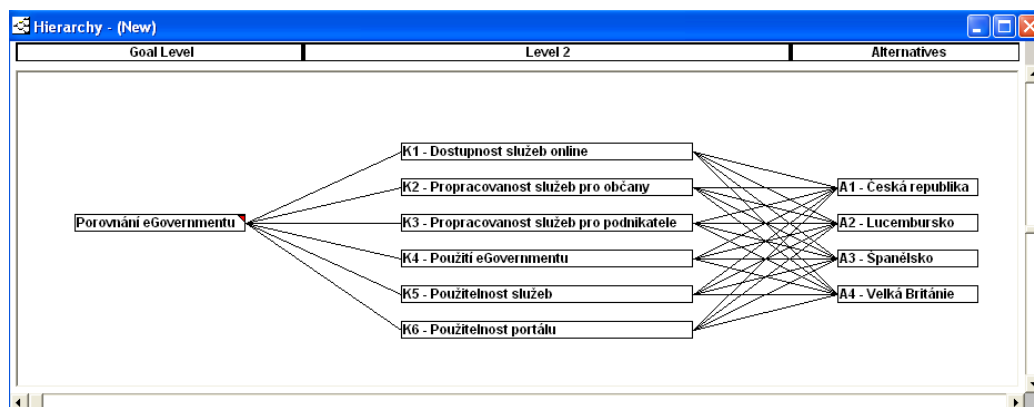 Hierarchy - (New)
Goal Level
Level 2
Alternatives
K1 - Dostupnost služeb online
K2 - Propracovanost služeb pro občany
A1 - Česká republika
Porovnání eGovernmentu
K3 - Propracovanost služeb pro podnikatele
A2 - Lucembursko
K4 - Použití eGovernmentu
A3 - Španélsko
K5 - Použitelnost služeb
A4 - Velká Británie
K6 - Použitelnost portálu